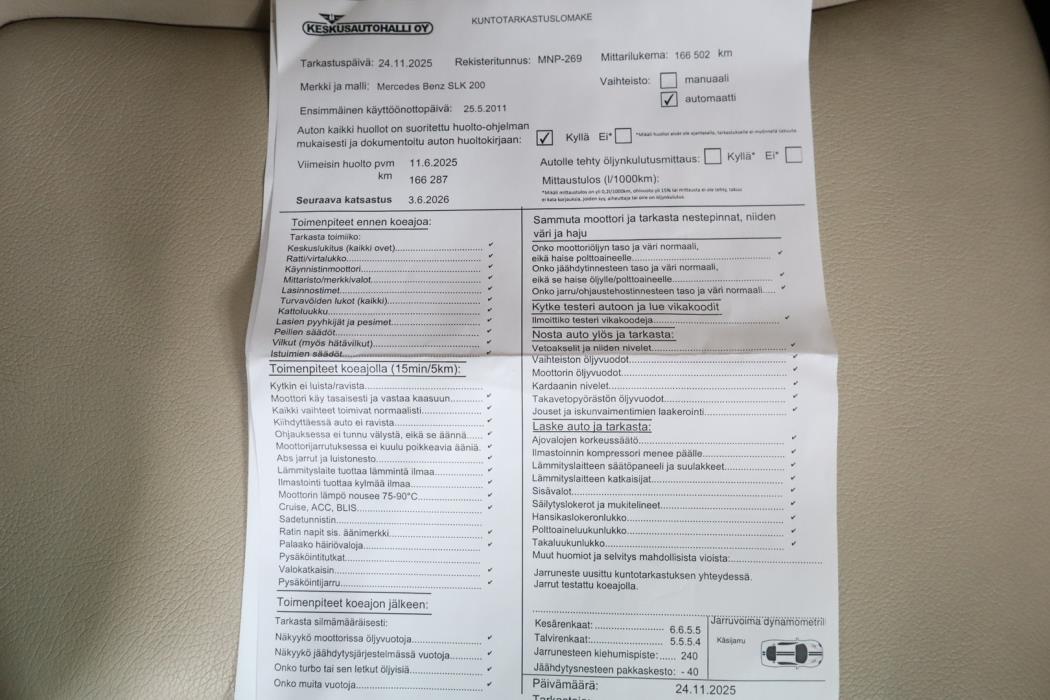 KESKUSAUTOHALLI OY
KUNTOTARKASTUSLOMAKE
Tarkastuspäivä: 24.11.2025 Rekisteritunnus: MNP-269 Mittarilukema: 166 502 km
Merkki ja malli: Mercedes Benz SLK 200
Vaihteisto: manuaali
✓ automaatti
Ensimmäinen käyttöönottopäivä: 25.5.2011
Auton kaikki huollot on suoritettu huolto-ohjelman
mukaisesti ja dokumentoitu auton huoltokirjaan: ✓ Kyllä Ei*
Viimeisin huolto pvm 11.6.2025
km 166 287
Autolle tehty öljynkulutusmittaus: Kyllä* Ei*
Mittaustulos (l/1000km):
Seuraava katsastus 3.6.2026
Toimenpiteet ennen koeajoa:
Tarkasta toimiiko:
Keskuslukitus (kaikki ovet) ✓
Ratti/virtalukko ✓
Käynnistinmoottori ✓
Mittaristo/merkkivalot ✓
Lasinnostimet ✓
Turvavöiden lukot (kaikki) ✓
Kattoluukku ✓
Lasien pyyhkijät ja pesimet ✓
Peilien säädöt ✓
Vilkut (myös hätävilkut) ✓
Istuimien säädöt ✓
Toimenpiteet koeajolla (15min/5km):
Kytkin ei luista/ravista
Moottori käy tasaisesti ja vastaa kaasuun ✓
Kaikki vaihteet toimivat normaalisti ✓
Kiihdyttäessä auto ei ravista ✓
Ohjauksessa ei tunnu välystä, eikä se äännä ✓
Moottorijarrutuksessa ei kuulu poikkeavia ääniä ✓
Abs jarrut ja luistonesto ✓
Lämmityslaite tuottaa lämmintä ilmaa ✓
Ilmastointi tuottaa kylmää ilmaa ✓
Moottorin lämpö nousee 75-90°C ✓
Cruise, ACC, BLIS ✓
Sadetunnistin
Ratin napit sis. äänimerkki ✓
Palaako häiriövaloja ✓
Pysäköintitutkat
Valokatkaisin ✓
Pysäköintijarru ✓
Toimenpiteet koeajon jälkeen:
Tarkasta silmämääräisesti:
Näkyykö moottorissa öljyvuotoja ✓
Näkyykö jäähdytysjärjestelmässä vuotoja ✓
Onko turbo tai sen letkut öljyisiä ✓
Onko muita vuotoja ✓
Sammuta moottori ja tarkasta nestepinnat, niiden
väri ja haju
Onko moottoriöljyn taso ja väri normaali,
eikä haise polttoaineelle ✓
Onko jäähdytinnesteen taso ja väri normaali,
eikä se haise öljylle/polttoaineelle ✓
Onko jarru/ohjaustehostinnesteen taso ja väri normaali ✓
Kytke testeri autoon ja lue vikakoodit
Ilmoittiko testeri vikakoodeja ✓
Nosta auto ylös ja tarkasta:
Vetoakselit ja niiden nivelet ✓
Vaihteiston öljyvuodot ✓
Moottorin öljyvuodot ✓
Kardaanin nivelet ✓
Takavetopyörästön öljyvuodot ✓
Jouset ja iskunvaimentimien laakerointi ✓
Laske auto ja tarkasta:
Ajovalojen korkeussäätö ✓
Ilmastoinnin kompressori menee päälle ✓
Lämmityslaitteen säätöpaneeli ja suulakkeet ✓
Lämmityslaitteen katkaisijat ✓
Sisävalot ✓
Säilytyslokerot ja mukitelineet ✓
Hansikaslokeronlukko ✓
Polttoaineluukunlukko ✓
Takaluukunlukko ✓
Muut huomiot ja selvitys mahdollisista vioista:
Jarruneste uusittu kuntotarkastuksen yhteydessä.
Jarrut testattu koeajolla.
Kesärenkaat: 6.6.5.5
Talvirenkaat: 5.5.5.4
Jarrunesteen kiehumispiste: 240
Jäähdytysnesteen pakkaskesto: - 40
Jarruvoima dynamometril
Käsijarru
Päivämäärä: 24.11.2025